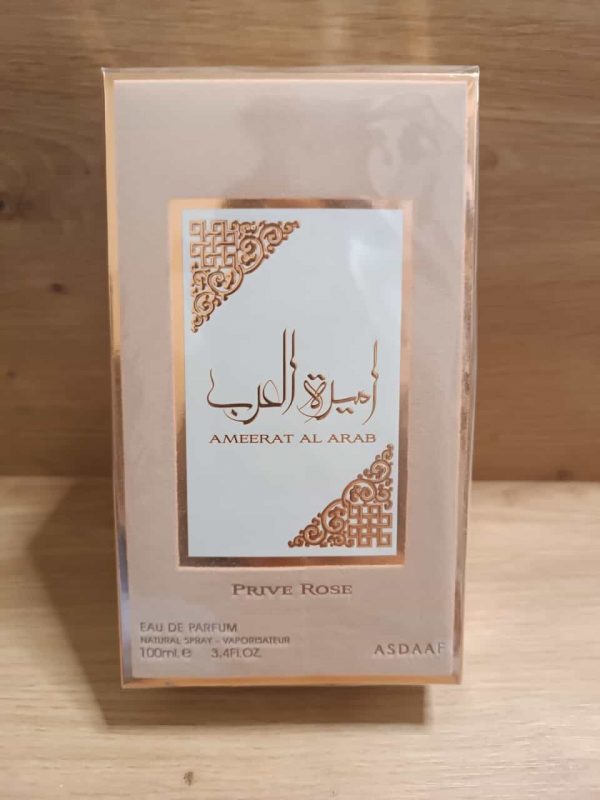 أميرة العرب
AMEERAT AL ARAB
PRIVE ROSE
EAU DE PARFUM
NATURAL SPRAY - VAPORISATEUR
100ml. e 3.4FL.OZ.
ASDAAF